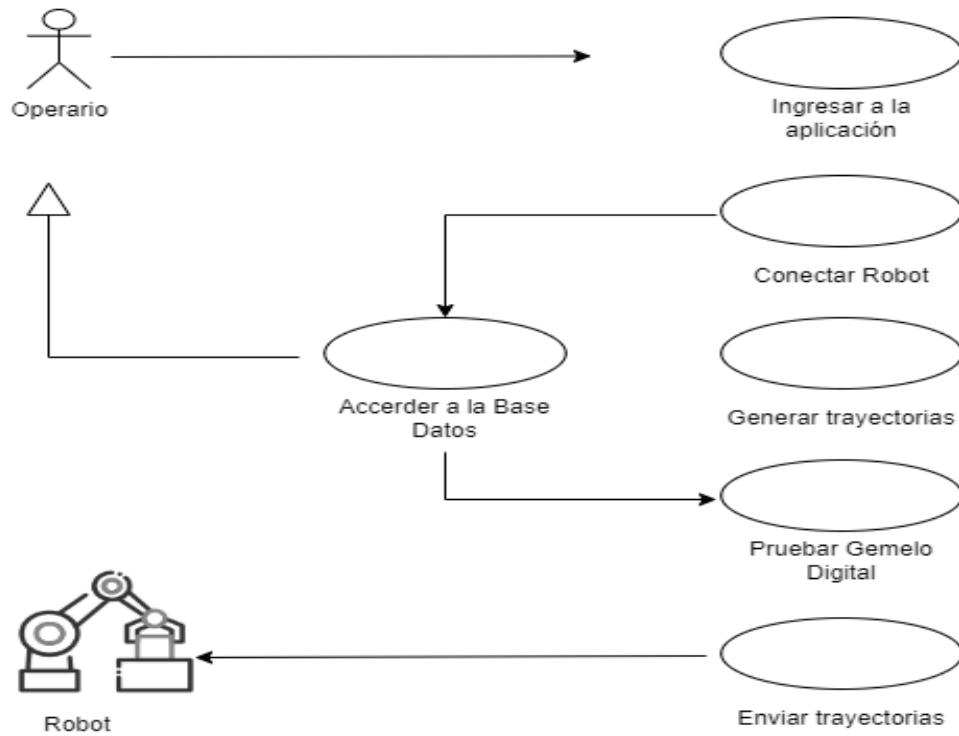 Operario
Ingresar a la
aplicación
Conectar Robot
Accerder a la Base
Datos
Generar trayectorias
Pruebar Gemelo
Digital
Robot
Enviar trayectorias